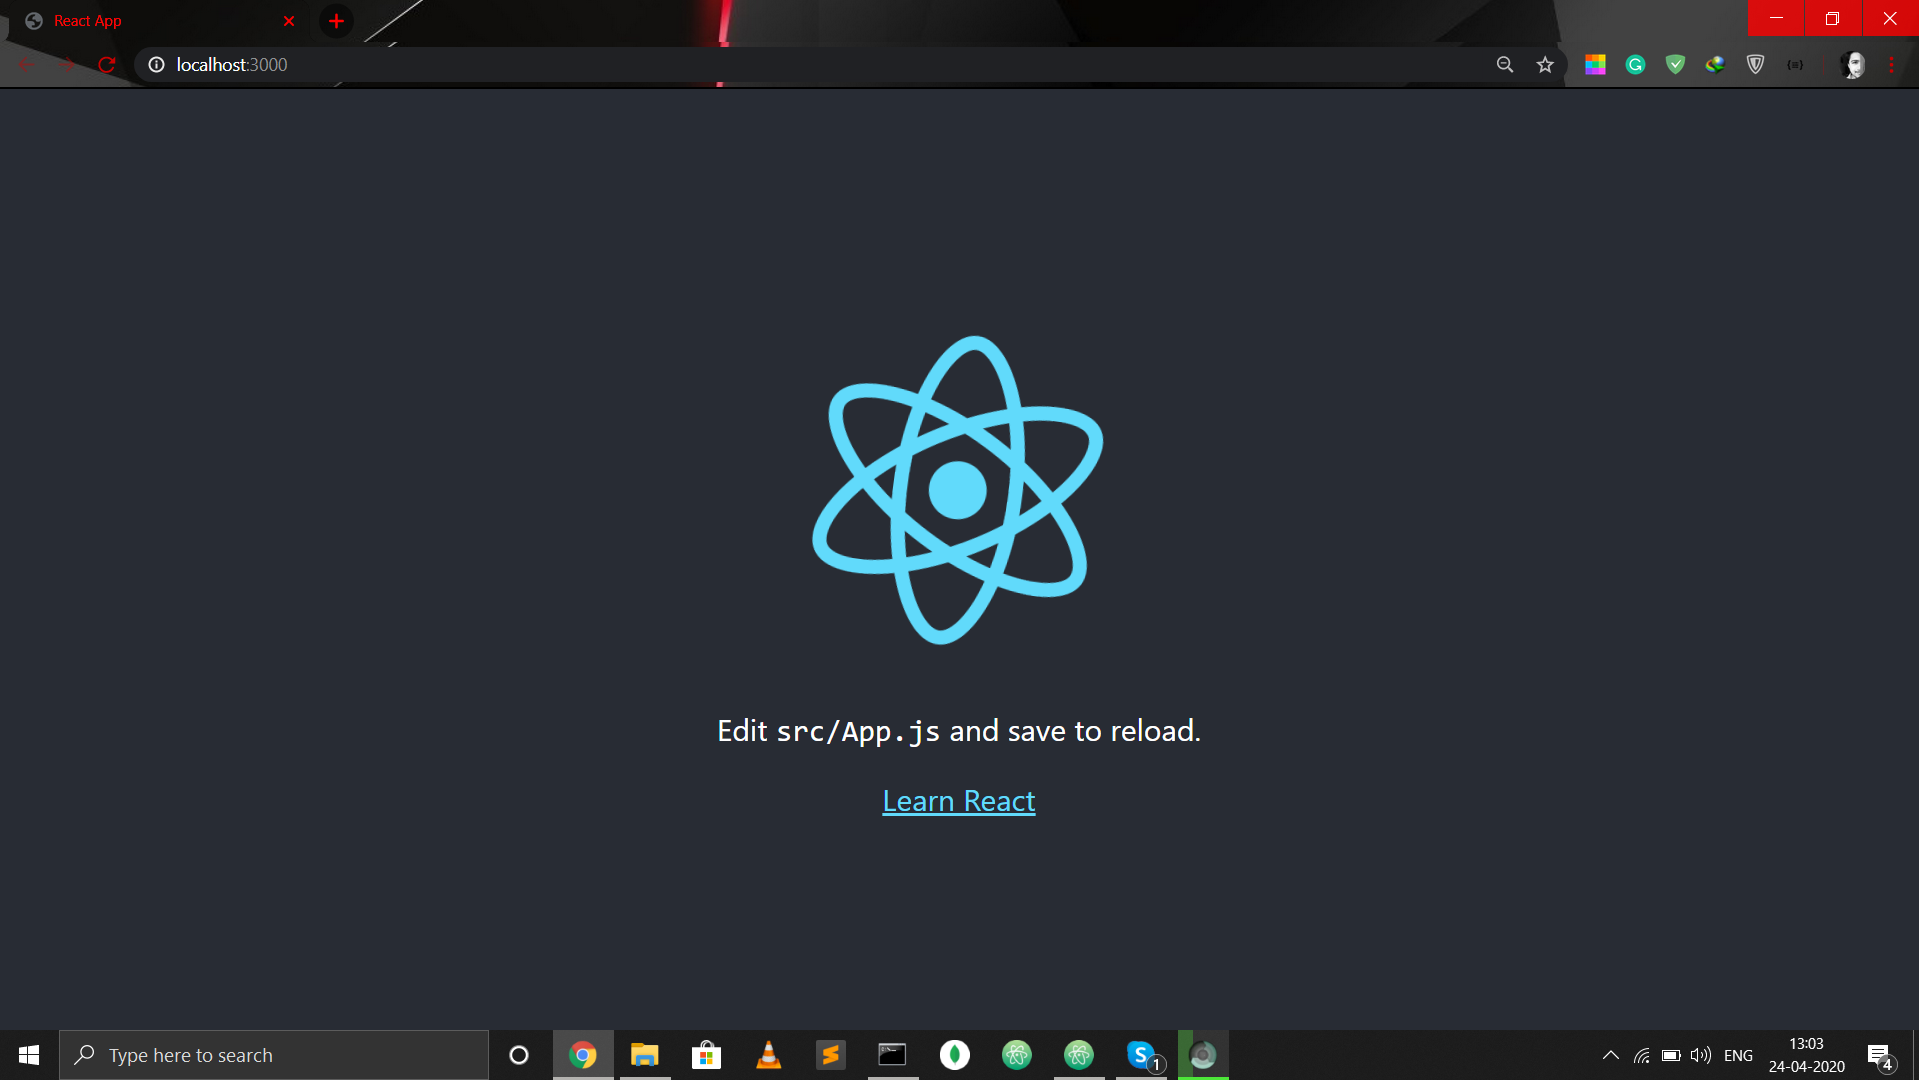 React App
localhost:3000
Edit src/App.js and save to reload.
Learn React
Type here to search
S 1
ENG
13:03
24-04-2020
4